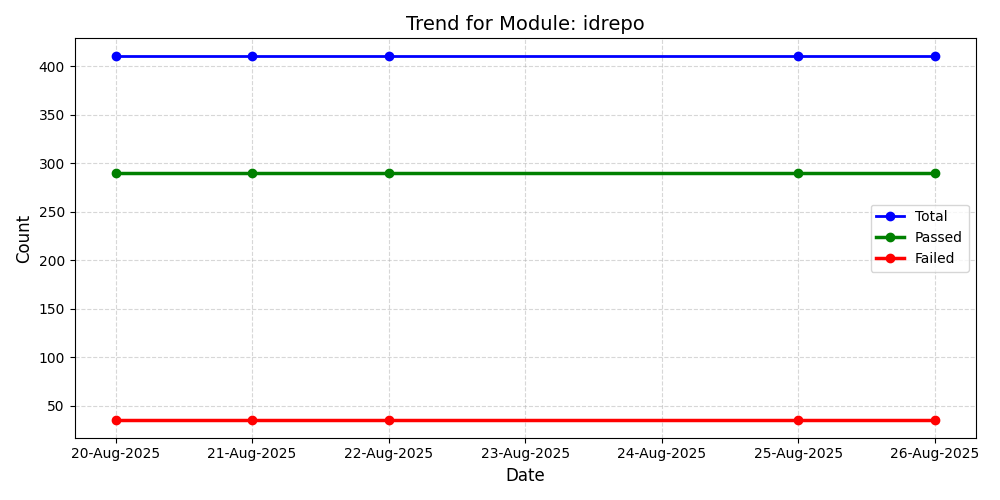 Trend for Module: idrepo
400
350
300
250
200
150
100
50
Count
Total
Passed
Failed
20-Aug-2025 21-Aug-2025 22-Aug-2025 23-Aug-2025 24-Aug-2025 25-Aug-2025 26-Aug-2025
Date